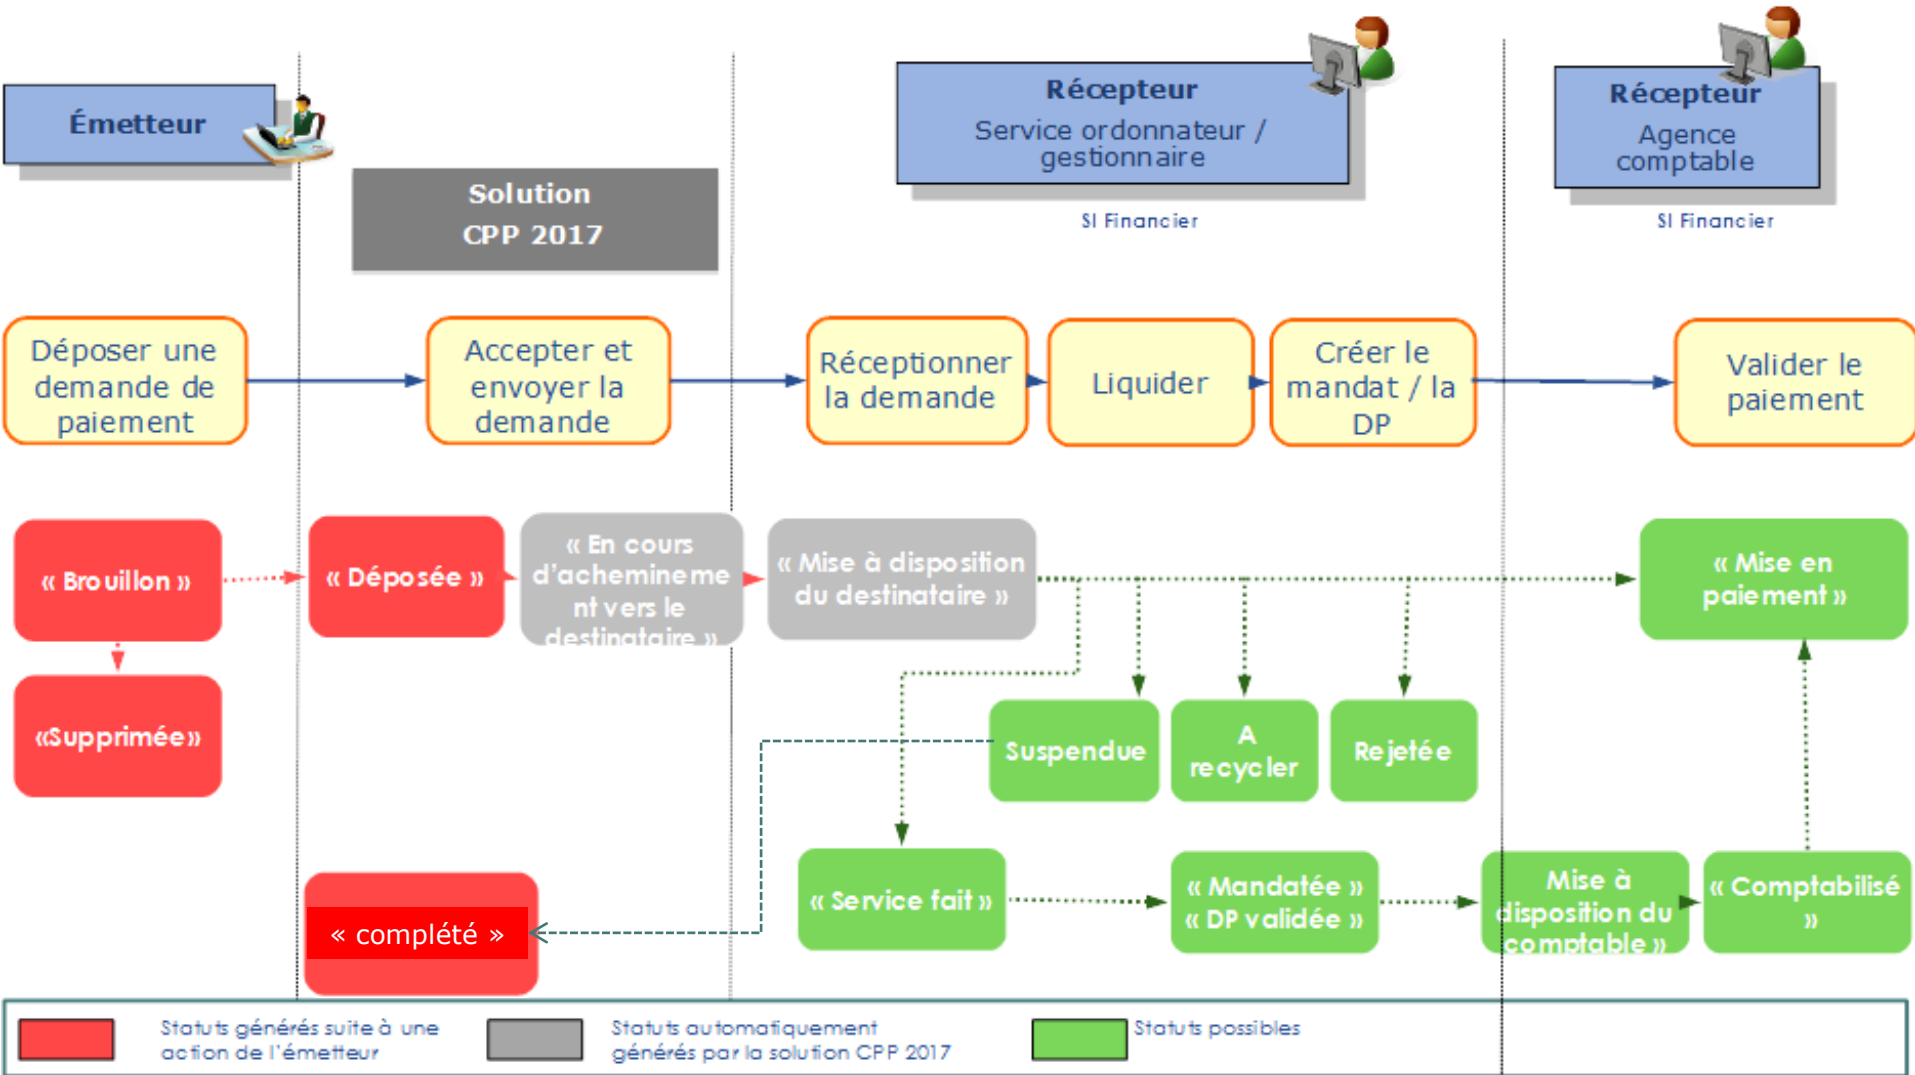 Émetteur
Solution
CPP 2017
Récepteur
Service ordonnateur /
gestionnaire
SI Financier
Récepteur
Agence
comptable
SI Financier
Déposer une
demande de
paiement
Accepter et
envoyer la
demande
Réceptionner
la demande
Liquider
Créer le
mandat / la
DP
Valider le
paiement
« Brouillon »
« Déposée »
« En cours
d’achemineme
nt vers le
destinataire »
« Mise à disposition
du destinataire »
« Mise en
paiement »
«Supprimée»
Suspendue
A
recycler
Rejetée
« complété »
« Service fait »
« Mandatée »
« DP validée »
Mise à
disposition du
comptable »
« Comptabilisé
»
Statuts générés suite à une
action de l’émetteur
Statuts automatiquement
générés par la solution CPP 2017
Statuts possibles